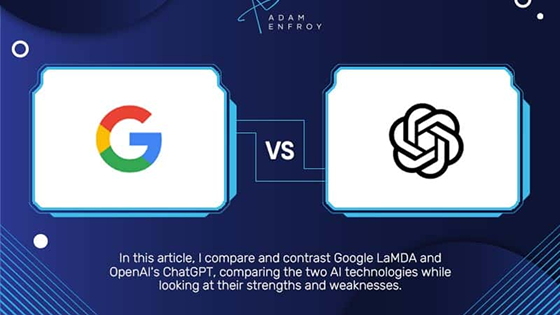 ADAM
ENFROY
VS
In this article, I compare and contrast Google LaMDA and
OpenAI's ChatGPT, comparing the two AI technologies while
looking at their strengths and weaknesses.